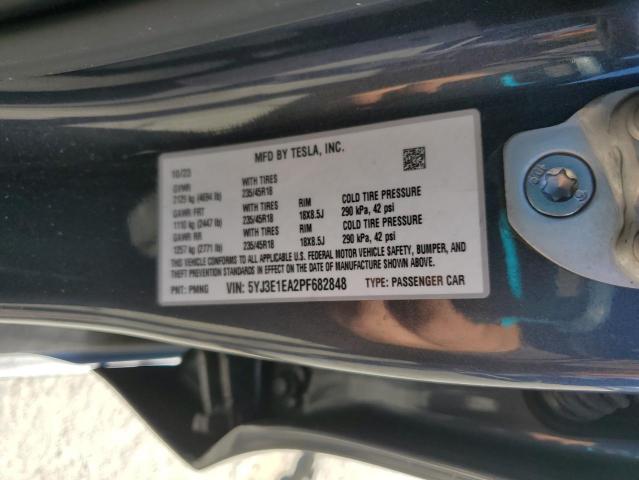 MFD BY TESLA, INC.
10/23
GVWR WITH TIRES
2129 kg (4694 lb) 235/45R18
GAWR FRT WITH TIRES RIM COLD TIRE PRESSURE
1110 kg (2447 lb) 235/45R18 18X8.5J 290 kPa, 42 psi
GAWR RR WITH TIRES RIM COLD TIRE PRESSURE
1257 kg (2771 lb) 235/45R18 18X8.5J 290 kPa, 42 psi
THIS VEHICLE CONFORMS TO ALL APPLICABLE U.S. FEDERAL MOTOR VEHICLE SAFETY, BUMPER, AND
THEFT PREVENTION STANDARDS IN EFFECT ON THE DATE OF MANUFACTURE SHOWN ABOVE.
PNT: PMNG VIN: 5YJ3E1EA2PF682848 TYPE: PASSENGER CAR